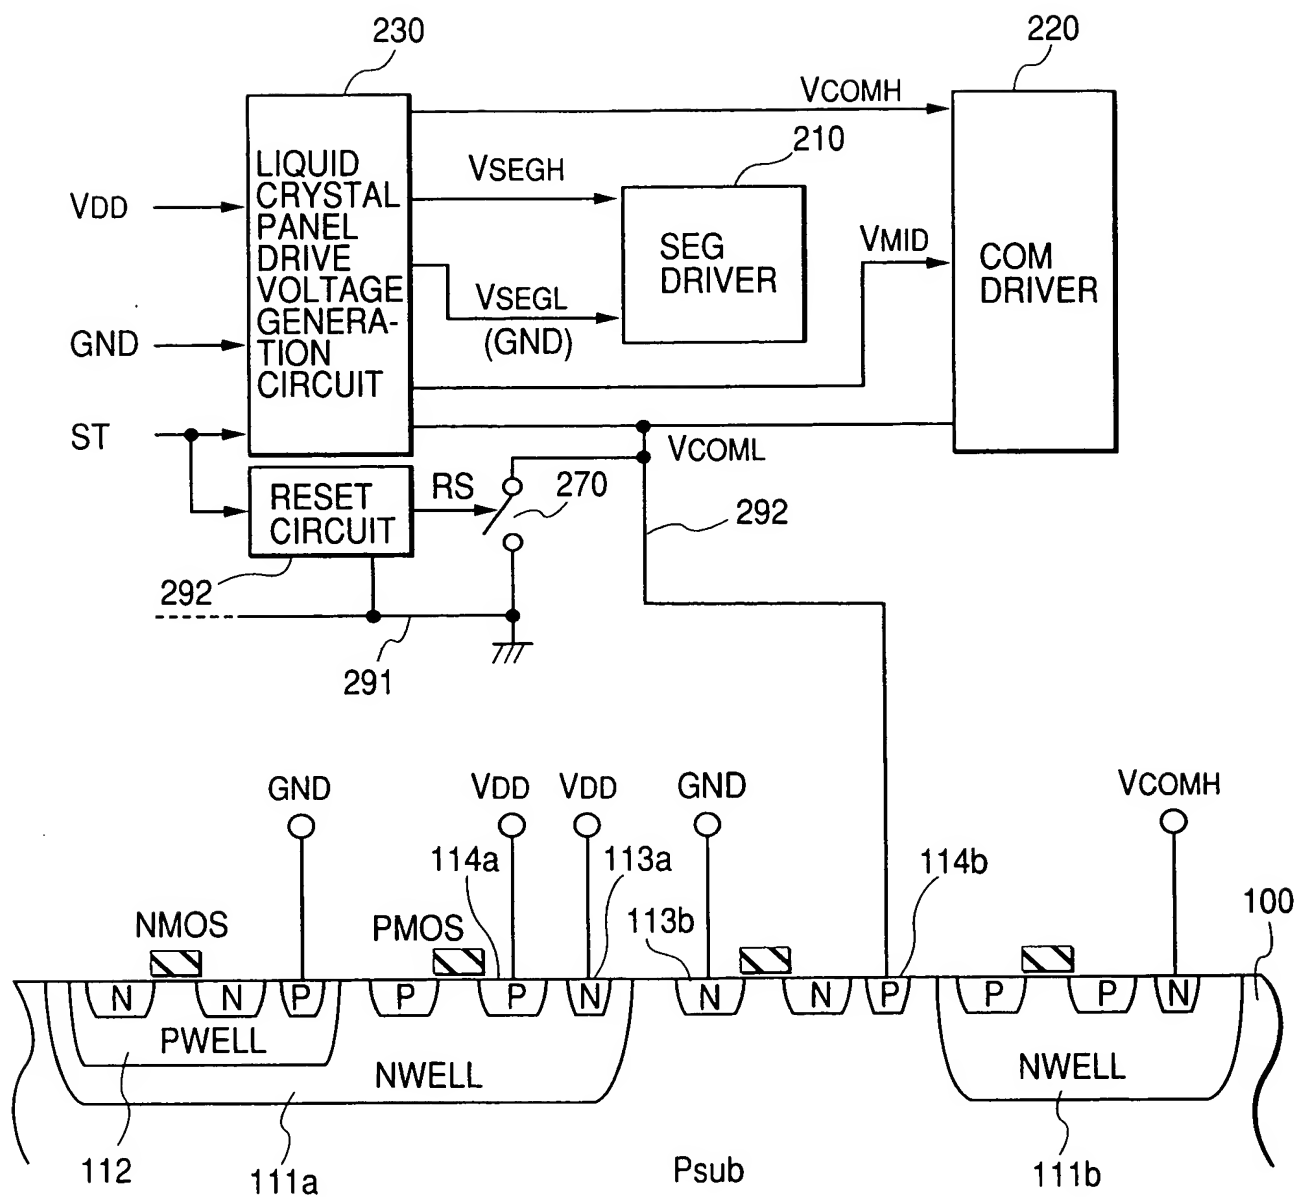 230
220
VCOMH
210
LIQUID
CRYSTAL
PANEL
DRIVE
VOLTAGE
GENERA-
TION
CIRCUIT
VSEGH
VDD
SEG
DRIVER
VMID
COM
DRIVER
VSEGL
(GND)
GND
ST
VCOML
RESET
CIRCUIT
RS
270
292
292
291
GND
VDD
VDD
GND
VCOMH
114a
113a
114b
NMOS
PMOS
113b
100
N
N
P
P
P
N
N
N
P
P
P
N
PWELL
NWELL
NWELL
112
111a
Psub
111b